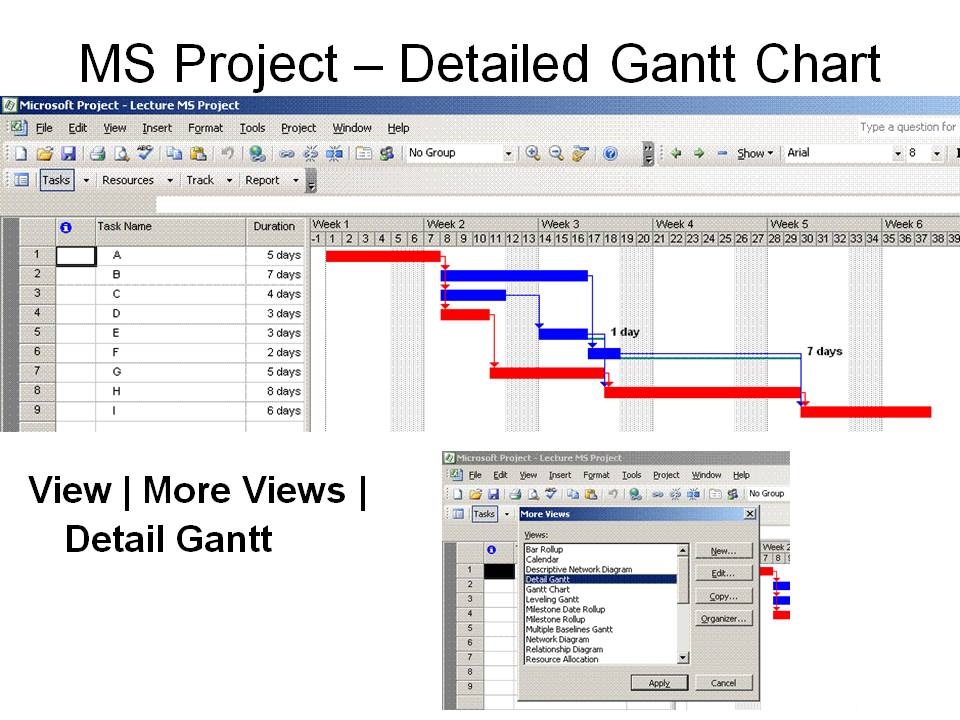 MS Project – Detailed Gantt Chart
Microsoft Project - Lecture MS Project
File Edit View Insert Format Tools Project Window Help Type a question for
No Group Show Arial 8
Tasks Resources Track Report
Task Name Duration Week 1 Week 2 Week 3 Week 4 Week 5 Week 6
-1 1 2 3 4 5 6 7 8 9 10 11 12 13 14 15 16 17 18 19 20 21 22 23 24 25 26 27 28 29 30 31 32 33 34 35 36 37 38 39
1 A 5 days
2 B 7 days
3 C 4 days
4 D 3 days
5 E 3 days 1 day
6 F 2 days 7 days
7 G 5 days
8 H 8 days
9 I 6 days
View | More Views |
Detail Gantt
Microsoft Project - Lecture MS Project
File Edit View Insert Format Tools Project Window Help
No Group
Tasks
More Views
Views:
Bar Rollup
Calendar
Descriptive Network Diagram
Detail Gantt
Gantt Chart
Leveling Gantt
Milestone Date Rollup
Milestone Rollup
Multiple Baselines Gantt
Network Diagram
Relationship Diagram
Resource Allocation
New...
Edit...
Copy...
Organizer...
Apply Cancel
Week 2
7 8 9
1
2
3
4
5
6
7
8
9